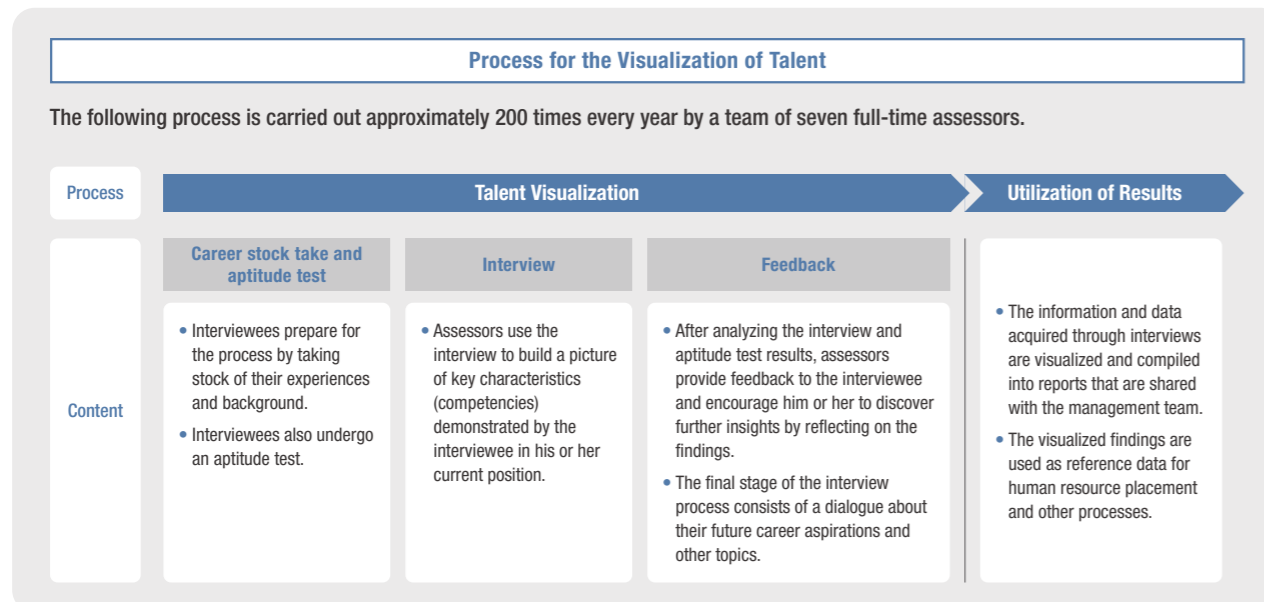 Process for the Visualization of Talent
The following process is carried out approximately 200 times every year by a team of seven full-time assessors.
Process
Talent Visualization
Utilization of Results
Content
Career stock take and
aptitude test
• Interviewees prepare for
the process by taking
stock of their experiences
and background.
• Interviewees also undergo
an aptitude test.
Interview
• Assessors use the
interview to build a picture
of key characteristics
(competencies)
demonstrated by the
interviewee in his or her
current position.
Feedback
• After analyzing the interview and
aptitude test results, assessors
provide feedback to the interviewee
and encourage him or her to discover
further insights by reflecting on the
findings.
• The final stage of the interview
process consists of a dialogue about
their future career aspirations and
other topics.
• The information and data
acquired through interviews
are visualized and compiled
into reports that are shared
with the management team.
• The visualized findings are
used as reference data for
human resource placement
and other processes.